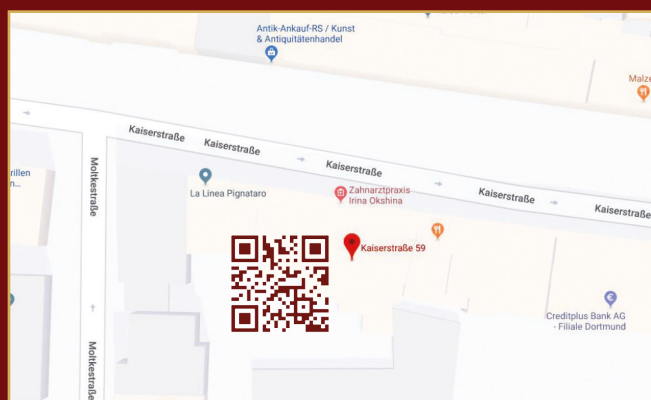 Antik-Ankauf-RS / Kunst
& Antiquitätenhandel
Kaiserstraße
Kaiserstraße
Kaiserstraße
Kaiserstraße
Kaiserstraße
Moltkestraße
La Linea Pignataro
Zahnarztpraxis
Irina Okshina
Kaiserstraße 59
Creditplus Bank AG
- Filiale Dortmund
Moltkestraße